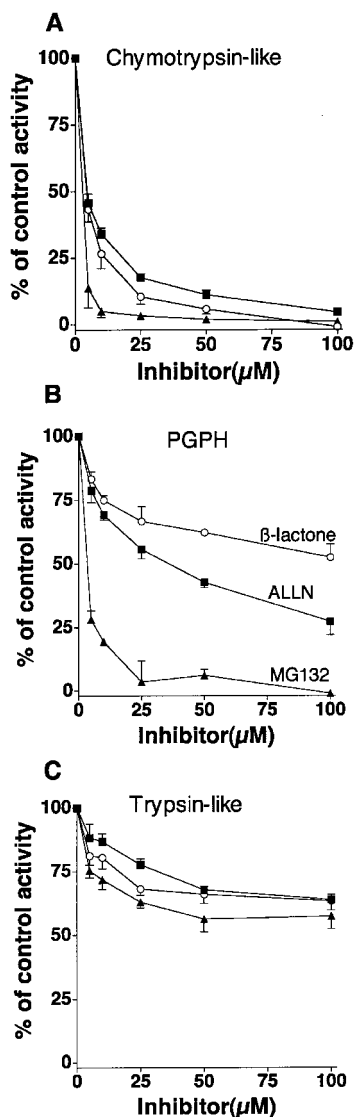 A
Chymotrypsin-like
% of control activity
100
75
50
25
0
0 25 50 75 100
Inhibitor(µM)
B
PGPH
% of control activity
100
75
50
25
0
ß-lactone
ALLN
MG132
0 25 50 75 100
Inhibitor(µM)
C
Trypsin-like
% of control activity
100
75
50
25
0
0 25 50 75 100
Inhibitor(µM)